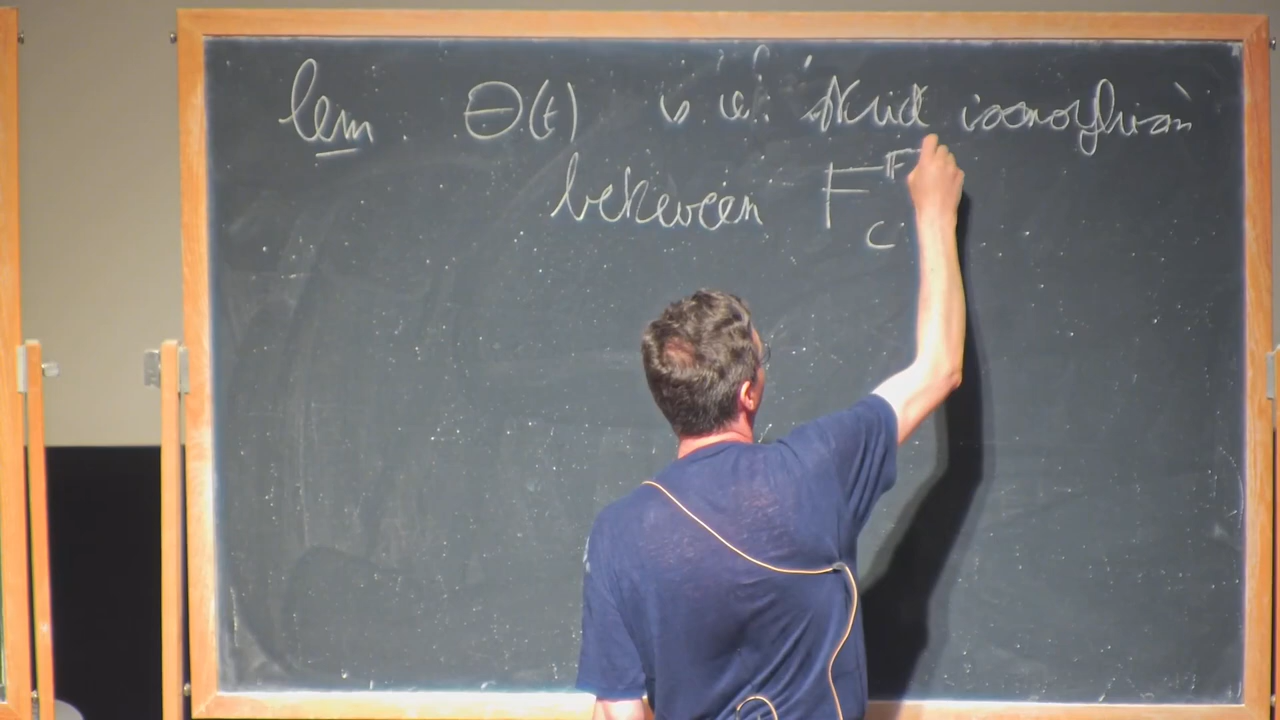 lem Θ(t) is strict isomorphism
between F_C^𝔽